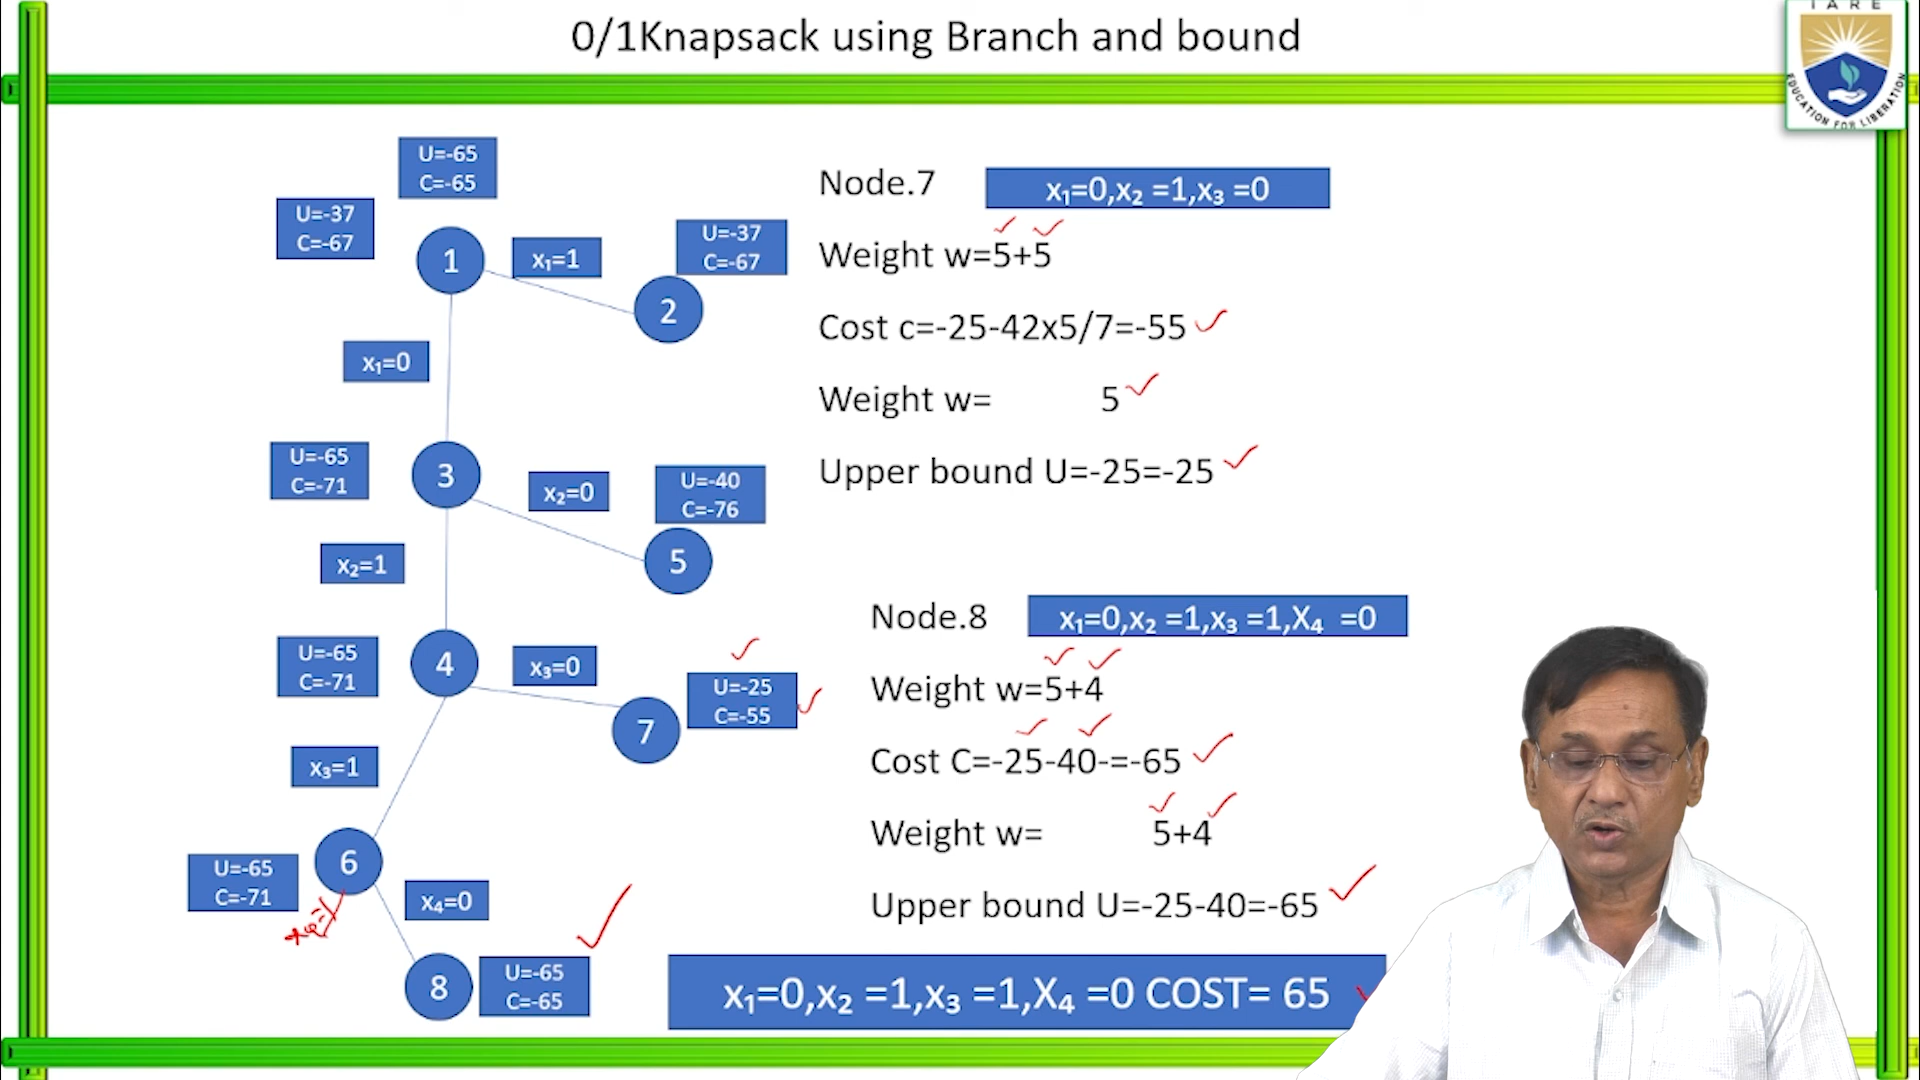 0/1Knapsack using Branch and bound
IARE
EDUCATION FOR LIBERATION
U=-65
C=-65
U=-37
C=-67
1
x₁=1
U=-37
C=-67
2
x₁=0
U=-65
C=-71
3
x₂=0
U=-40
C=-76
5
x₂=1
U=-65
C=-71
4
x₃=0
U=-25
C=-55
7
x₃=1
U=-65
C=-71
6
x₄=0
8
U=-65
C=-65
Node.7
x₁=0,x₂ =1,x₃ =0
Weight w=5+5
Cost c=-25-42x5/7=-55
Weight w= 5
Upper bound U=-25=-25
Node.8
x₁=0,x₂ =1,x₃ =1,X₄ =0
Weight w=5+4
Cost C=-25-40-=-65
Weight w= 5+4
Upper bound U=-25-40=-65
x₁=0,x₂ =1,x₃ =1,X₄ =0 COST= 65